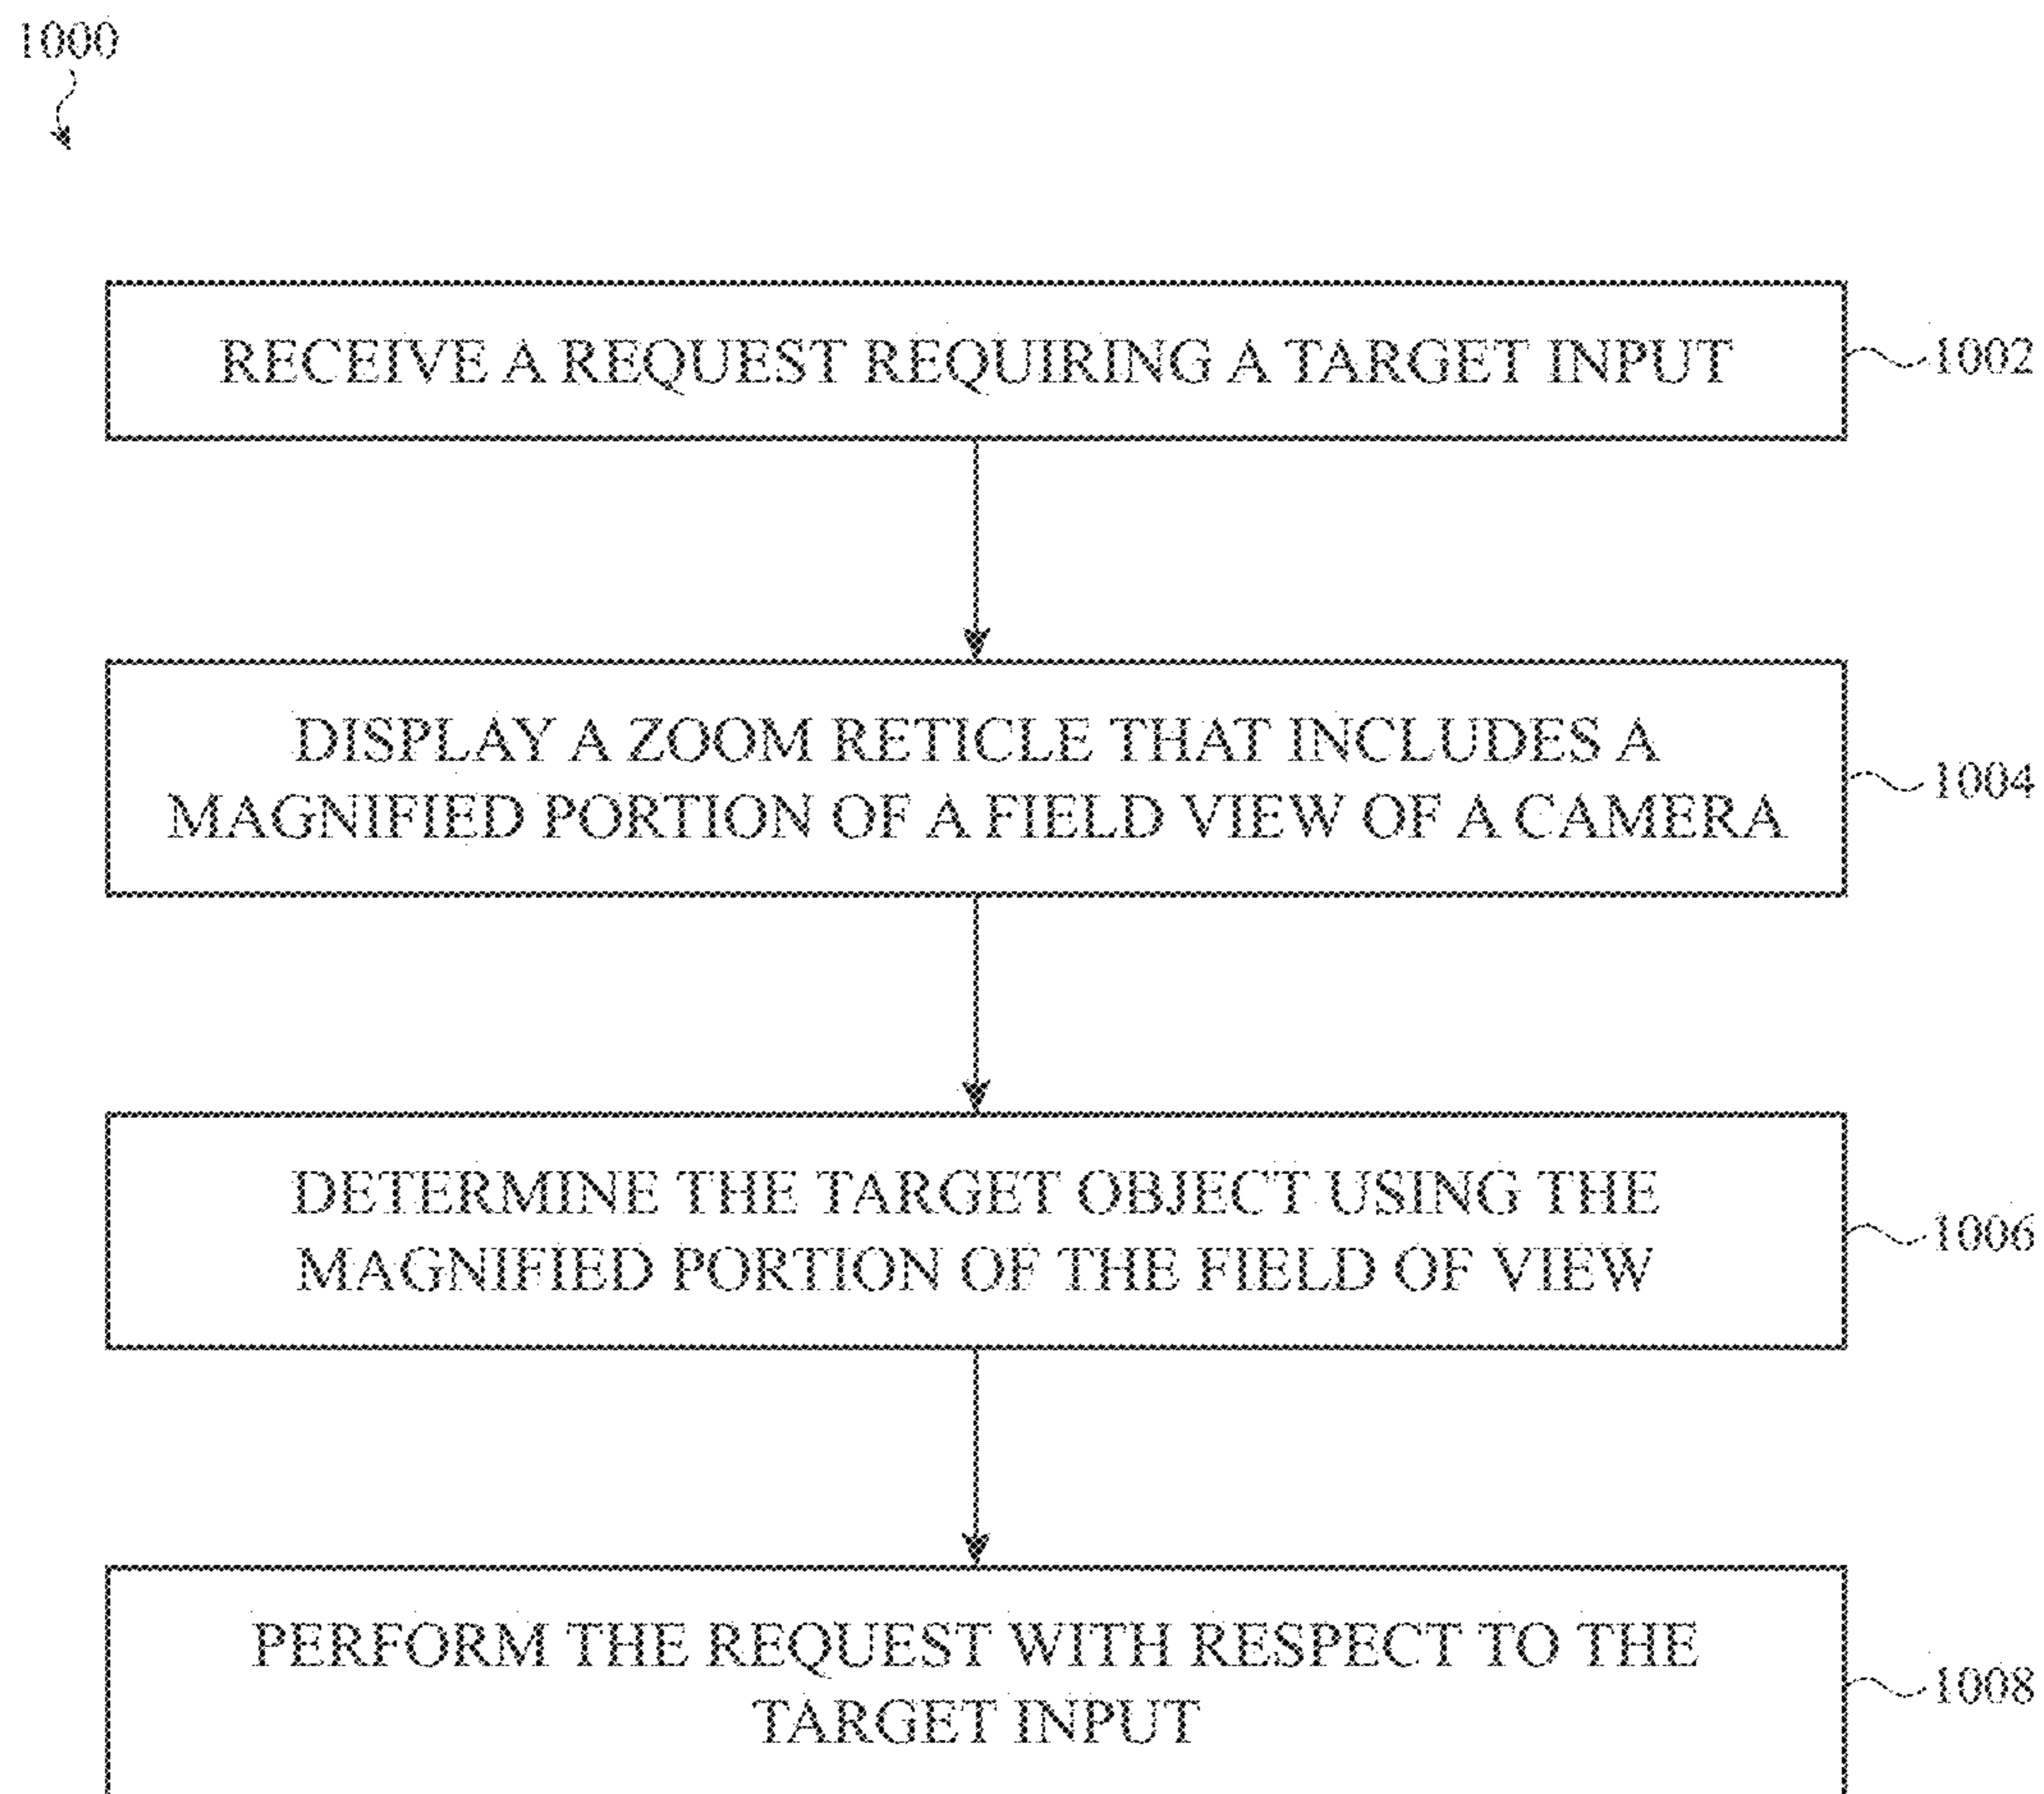 1000
RECEIVE A REQUEST REQUIRING A TARGET INPUT
1002
DISPLAY A ZOOM RETICLE THAT INCLUDES A
MAGNIFIED PORTION OF A FIELD VIEW OF A CAMERA
1004
DETERMINE THE TARGET OBJECT USING THE
MAGNIFIED PORTION OF THE FIELD OF VIEW
1006
PERFORM THE REQUEST WITH RESPECT TO THE
TARGET INPUT
1008